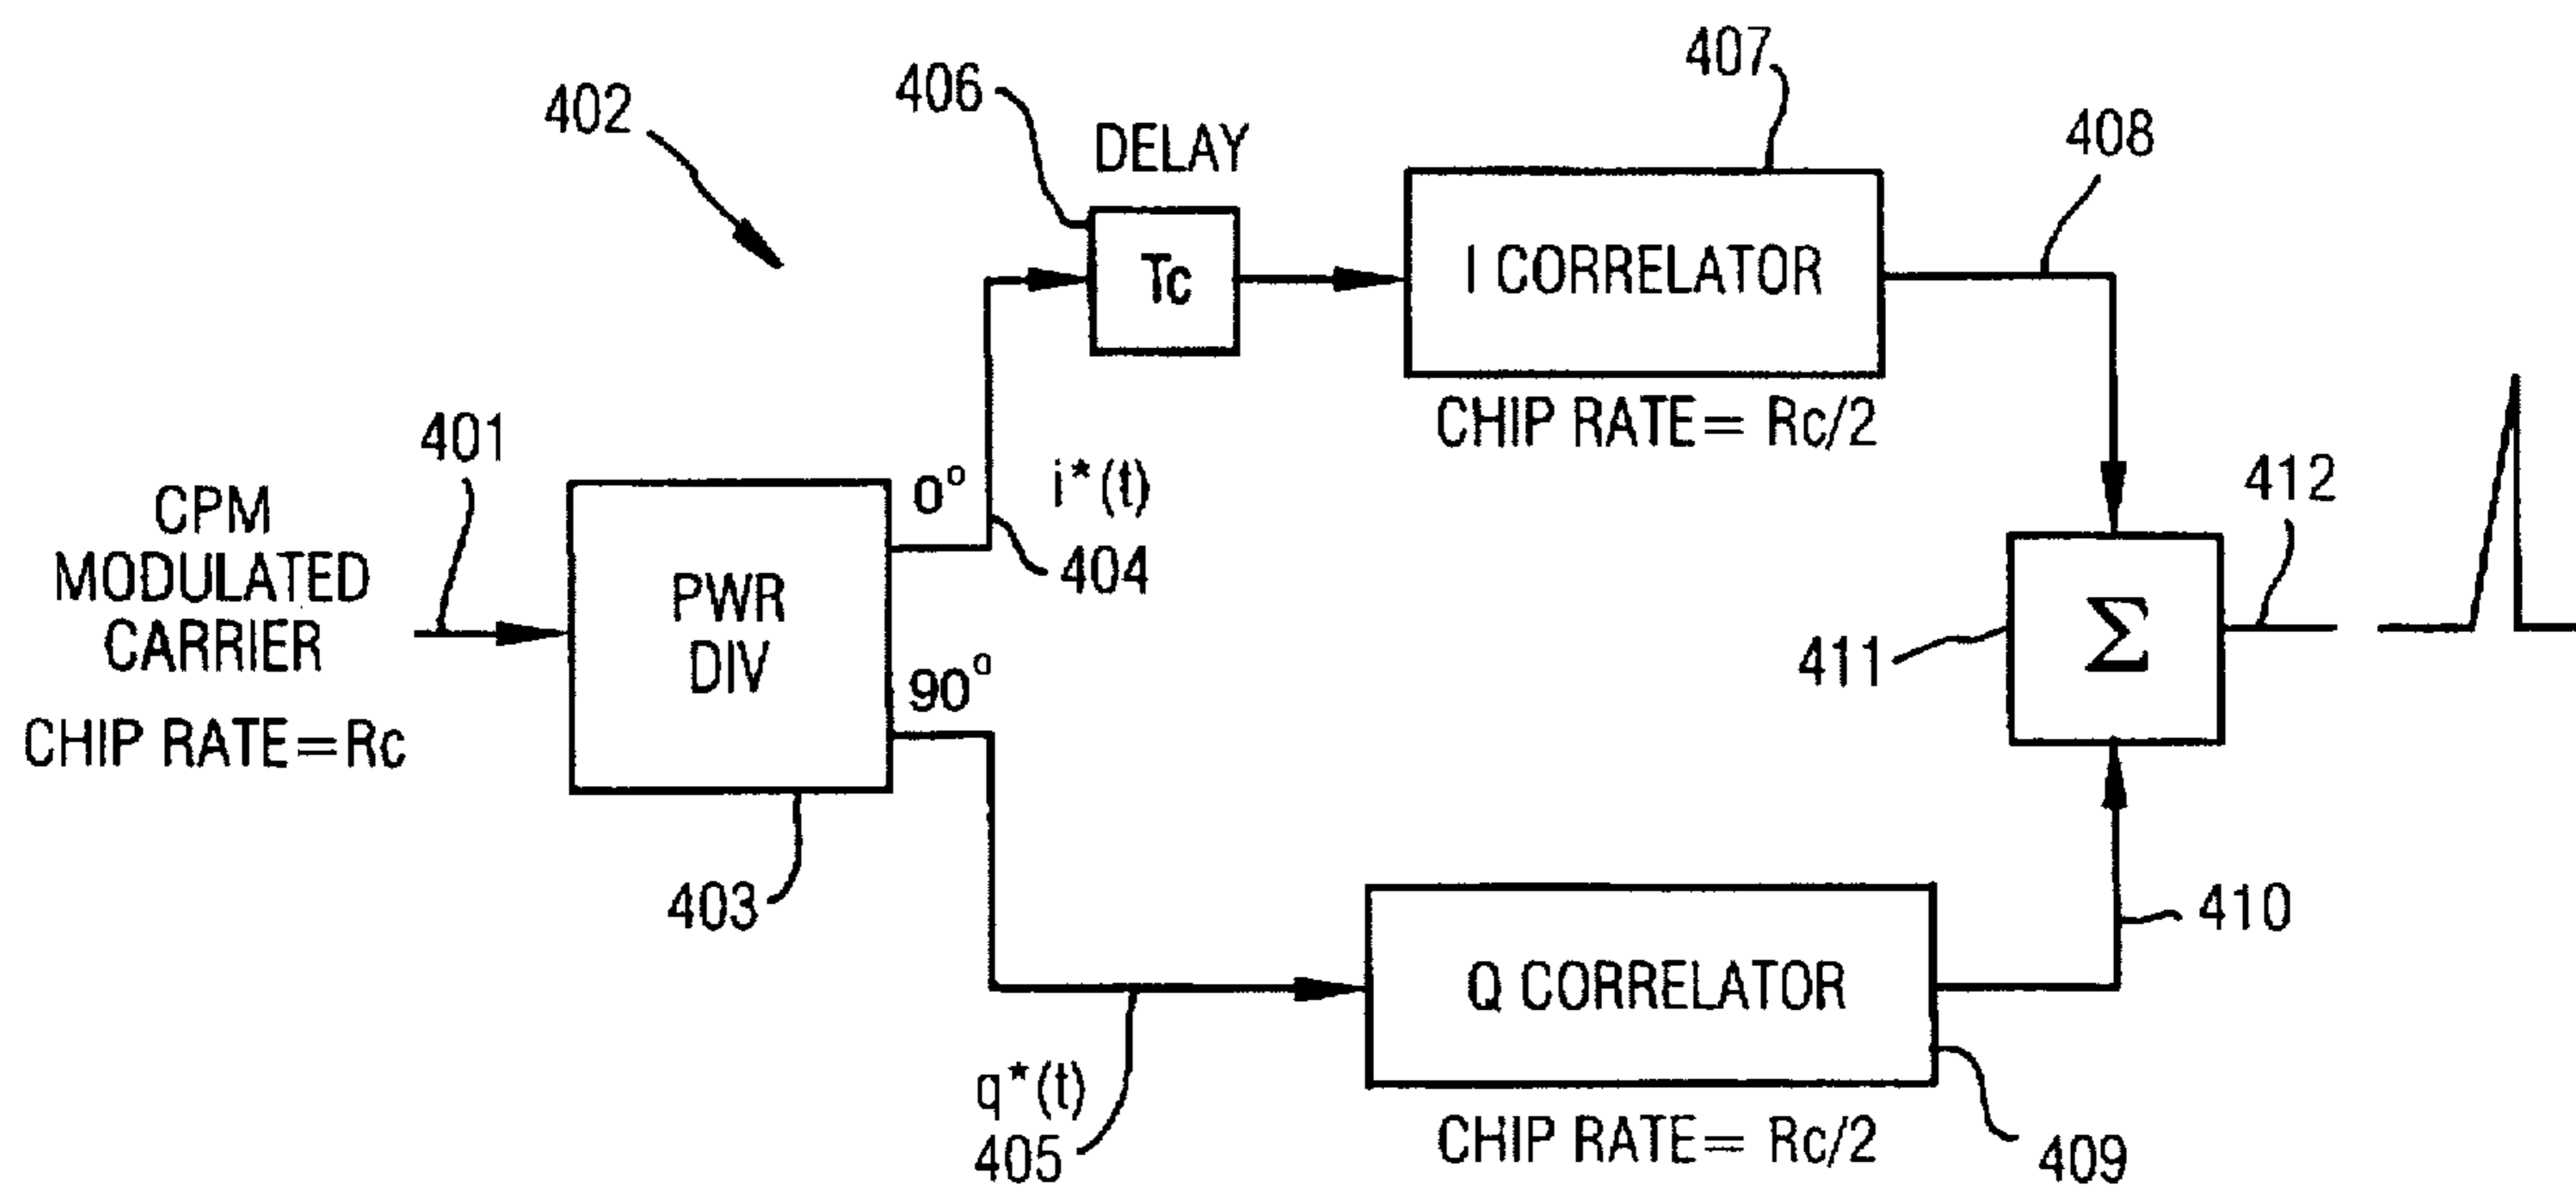 402
406
DELAY
Tc
407
I CORRELATOR
CHIP RATE= Rc/2
408
401
CPM
MODULATED
CARRIER
CHIP RATE=Rc
PWR
DIV
403
0°
i*(t)
404
90°
q*(t)
405
Q CORRELATOR
CHIP RATE= Rc/2
409
410
411
Σ
412